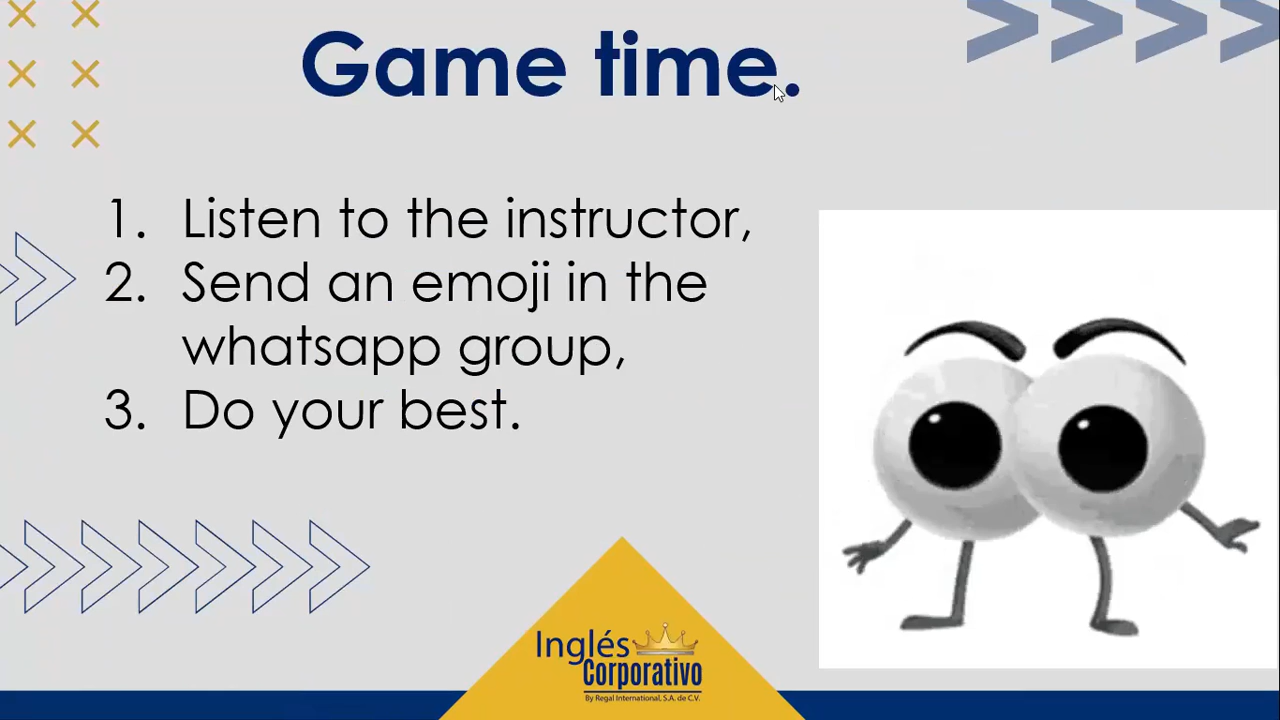 Game time.
1. Listen to the instructor,
2. Send an emoji in the
whatsapp group,
3. Do your best.
Inglés
Corporativo
By Regal International, S.A. de C.V.